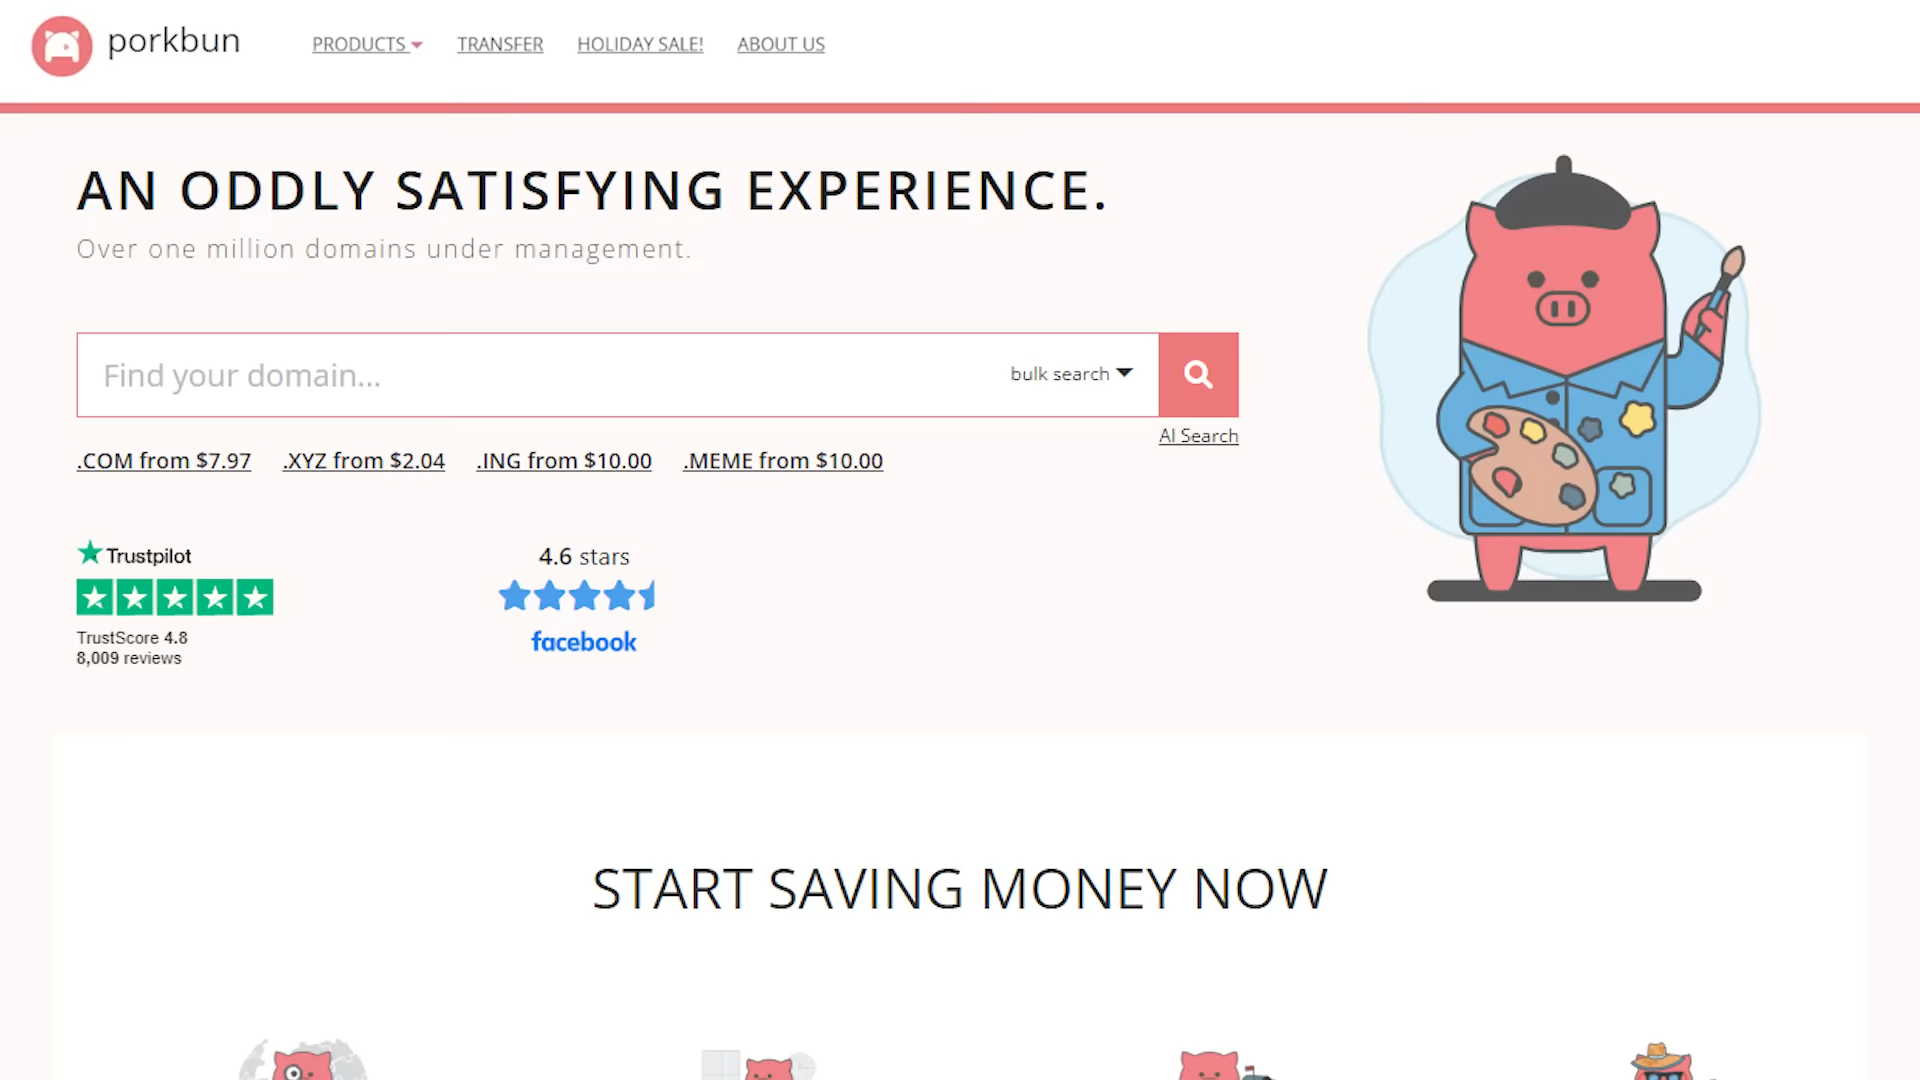 porkbun
PRODUCTS TRANSFER HOLIDAY SALE! ABOUT US
AN ODDLY SATISFYING EXPERIENCE.
Over one million domains under management.
Find your domain... bulk search
AI Search
.COM from $7.97 .XYZ from $2.04 .ING from $10.00 .MEME from $10.00
Trustpilot
TrustScore 4.8
8,009 reviews
4.6 stars
facebook
START SAVING MONEY NOW